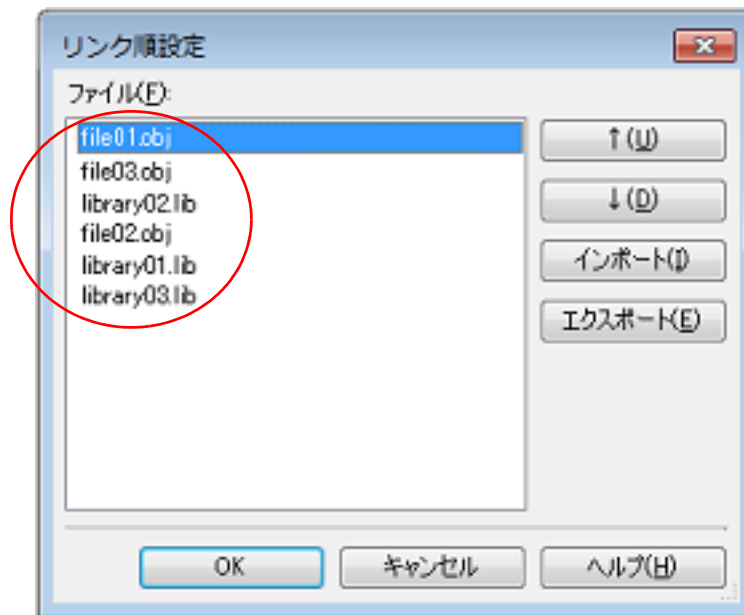 リンク順設定
ファイル(F):
file01.obj
file03.obj
library02.lib
file02.obj
library01.lib
library03.lib
↑(U)
↓(D)
インポート(I)
エクスポート(E)
OK
キャンセル
ヘルプ(H)